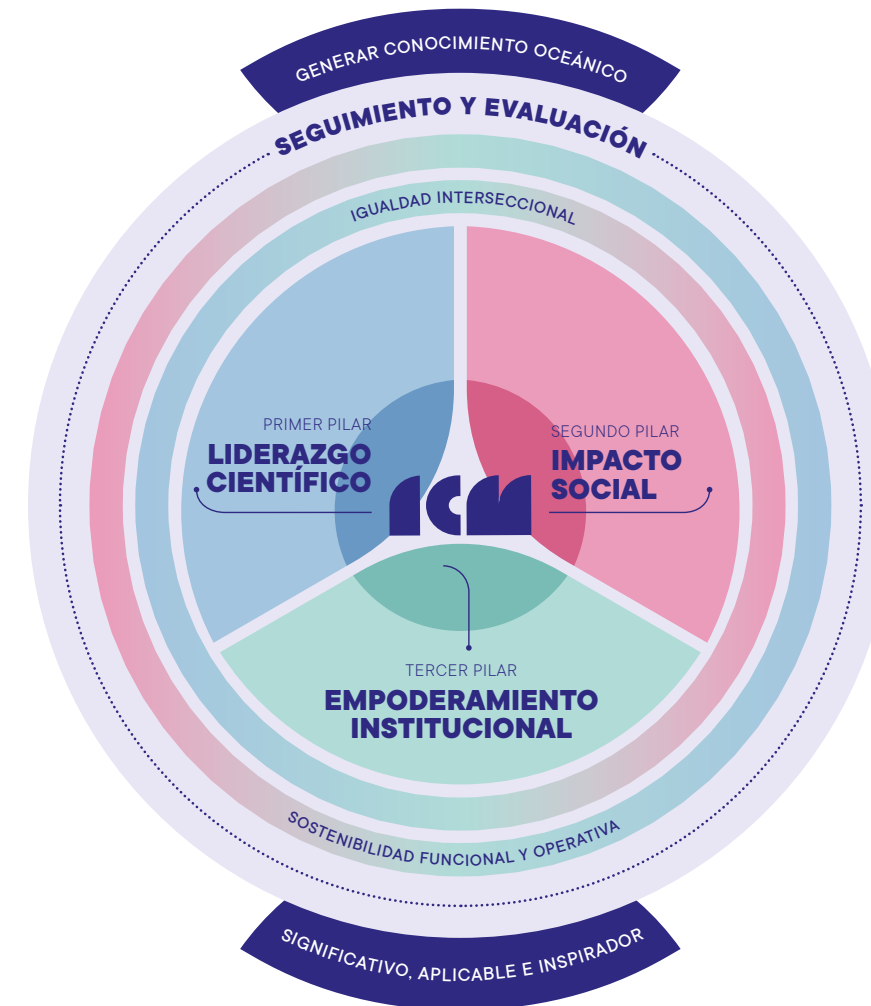 GENERAR CONOCIMIENTO OCEÁNICO
SEGUIMIENTO Y EVALUACIÓN
IGUALDAD INTERSECCIONAL
PRIMER PILAR
LIDERAZGO
CIENTÍFICO
SEGUNDO PILAR
IMPACTO
SOCIAL
ICM
TERCER PILAR
EMPODERAMIENTO
INSTITUCIONAL
SOSTENIBILIDAD FUNCIONAL Y OPERATIVA
SIGNIFICATIVO, APLICABLE E INSPIRADOR